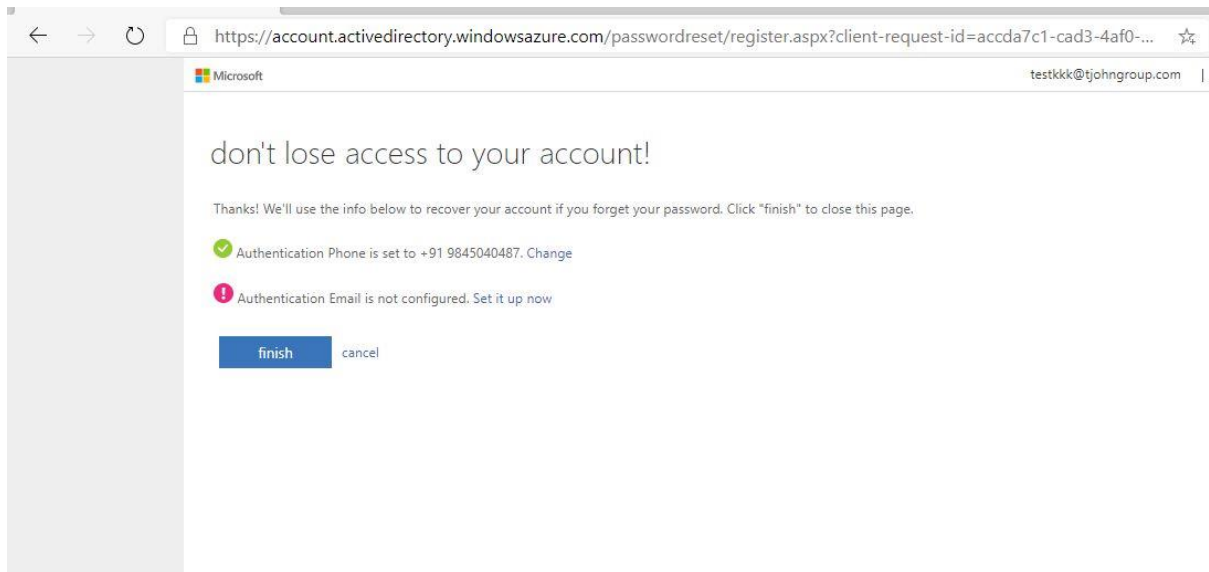 https://account.activedirectory.windowsazure.com/passwordreset/register.aspx?client-request-id=accda7c1-cad3-4af0-...
Microsoft
testkkk@tjohngroup.com |
don't lose access to your account!
Thanks! We'll use the info below to recover your account if you forget your password. Click "finish" to close this page.
Authentication Phone is set to +91 9845040487. Change
Authentication Email is not configured. Set it up now
finish cancel